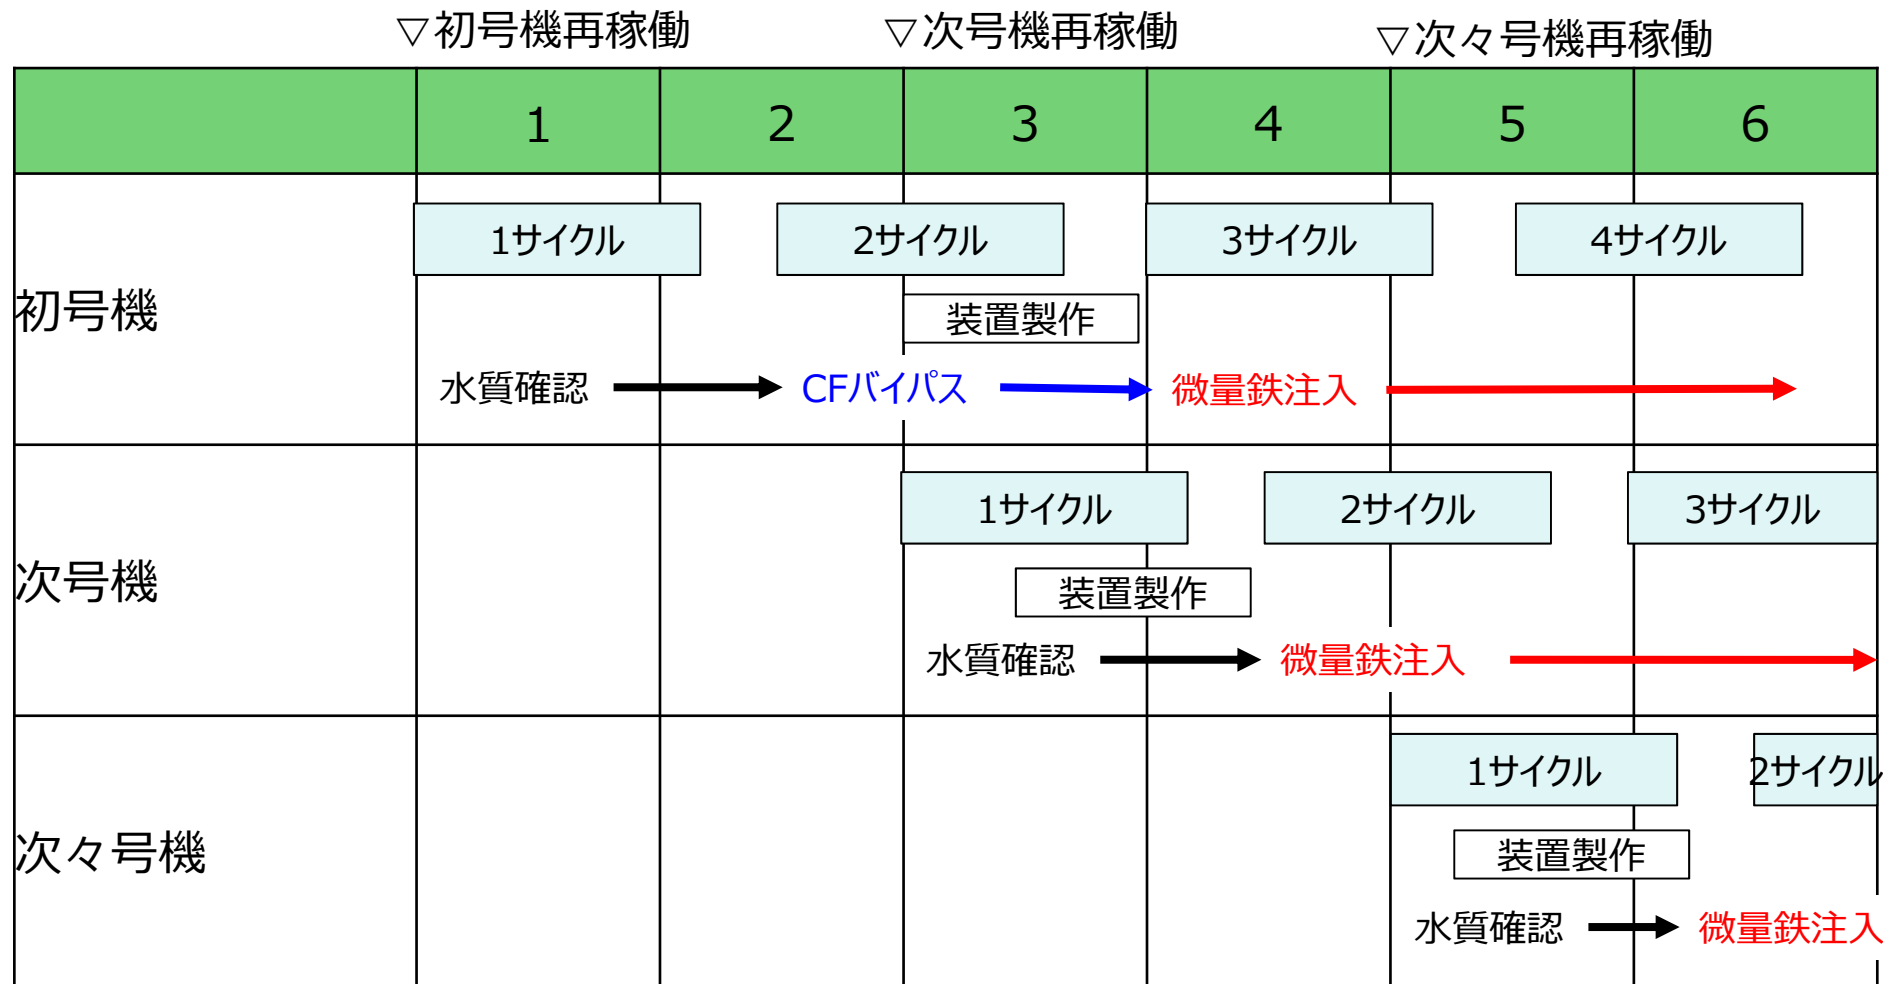 ▽初号機再稼働 ▽次号機再稼働 ▽次々号機再稼働
1 2 3 4 5 6
初号機
1サイクル 2サイクル 3サイクル 4サイクル
装置製作
水質確認 CFバイパス 微量鉄注入
次号機
1サイクル 2サイクル 3サイクル
装置製作
水質確認 微量鉄注入
次々号機
1サイクル 2サイクル
装置製作
水質確認 微量鉄注入